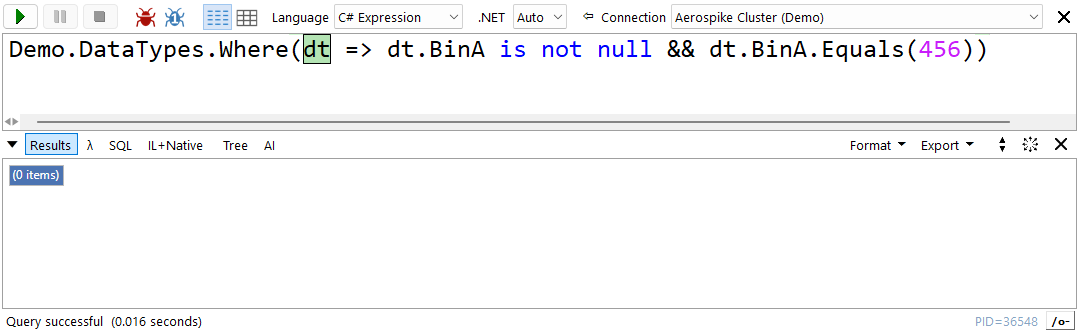 Language C# Expression .NET Auto Connection Aerospike Cluster (Demo)
Demo.DataTypes.Where(dt => dt.BinA is not null && dt.BinA.Equals(456))
Results λ SQL IL+Native Tree AI Format Export
(0 items)
Query successful (0.016 seconds) PID=36548 /o-